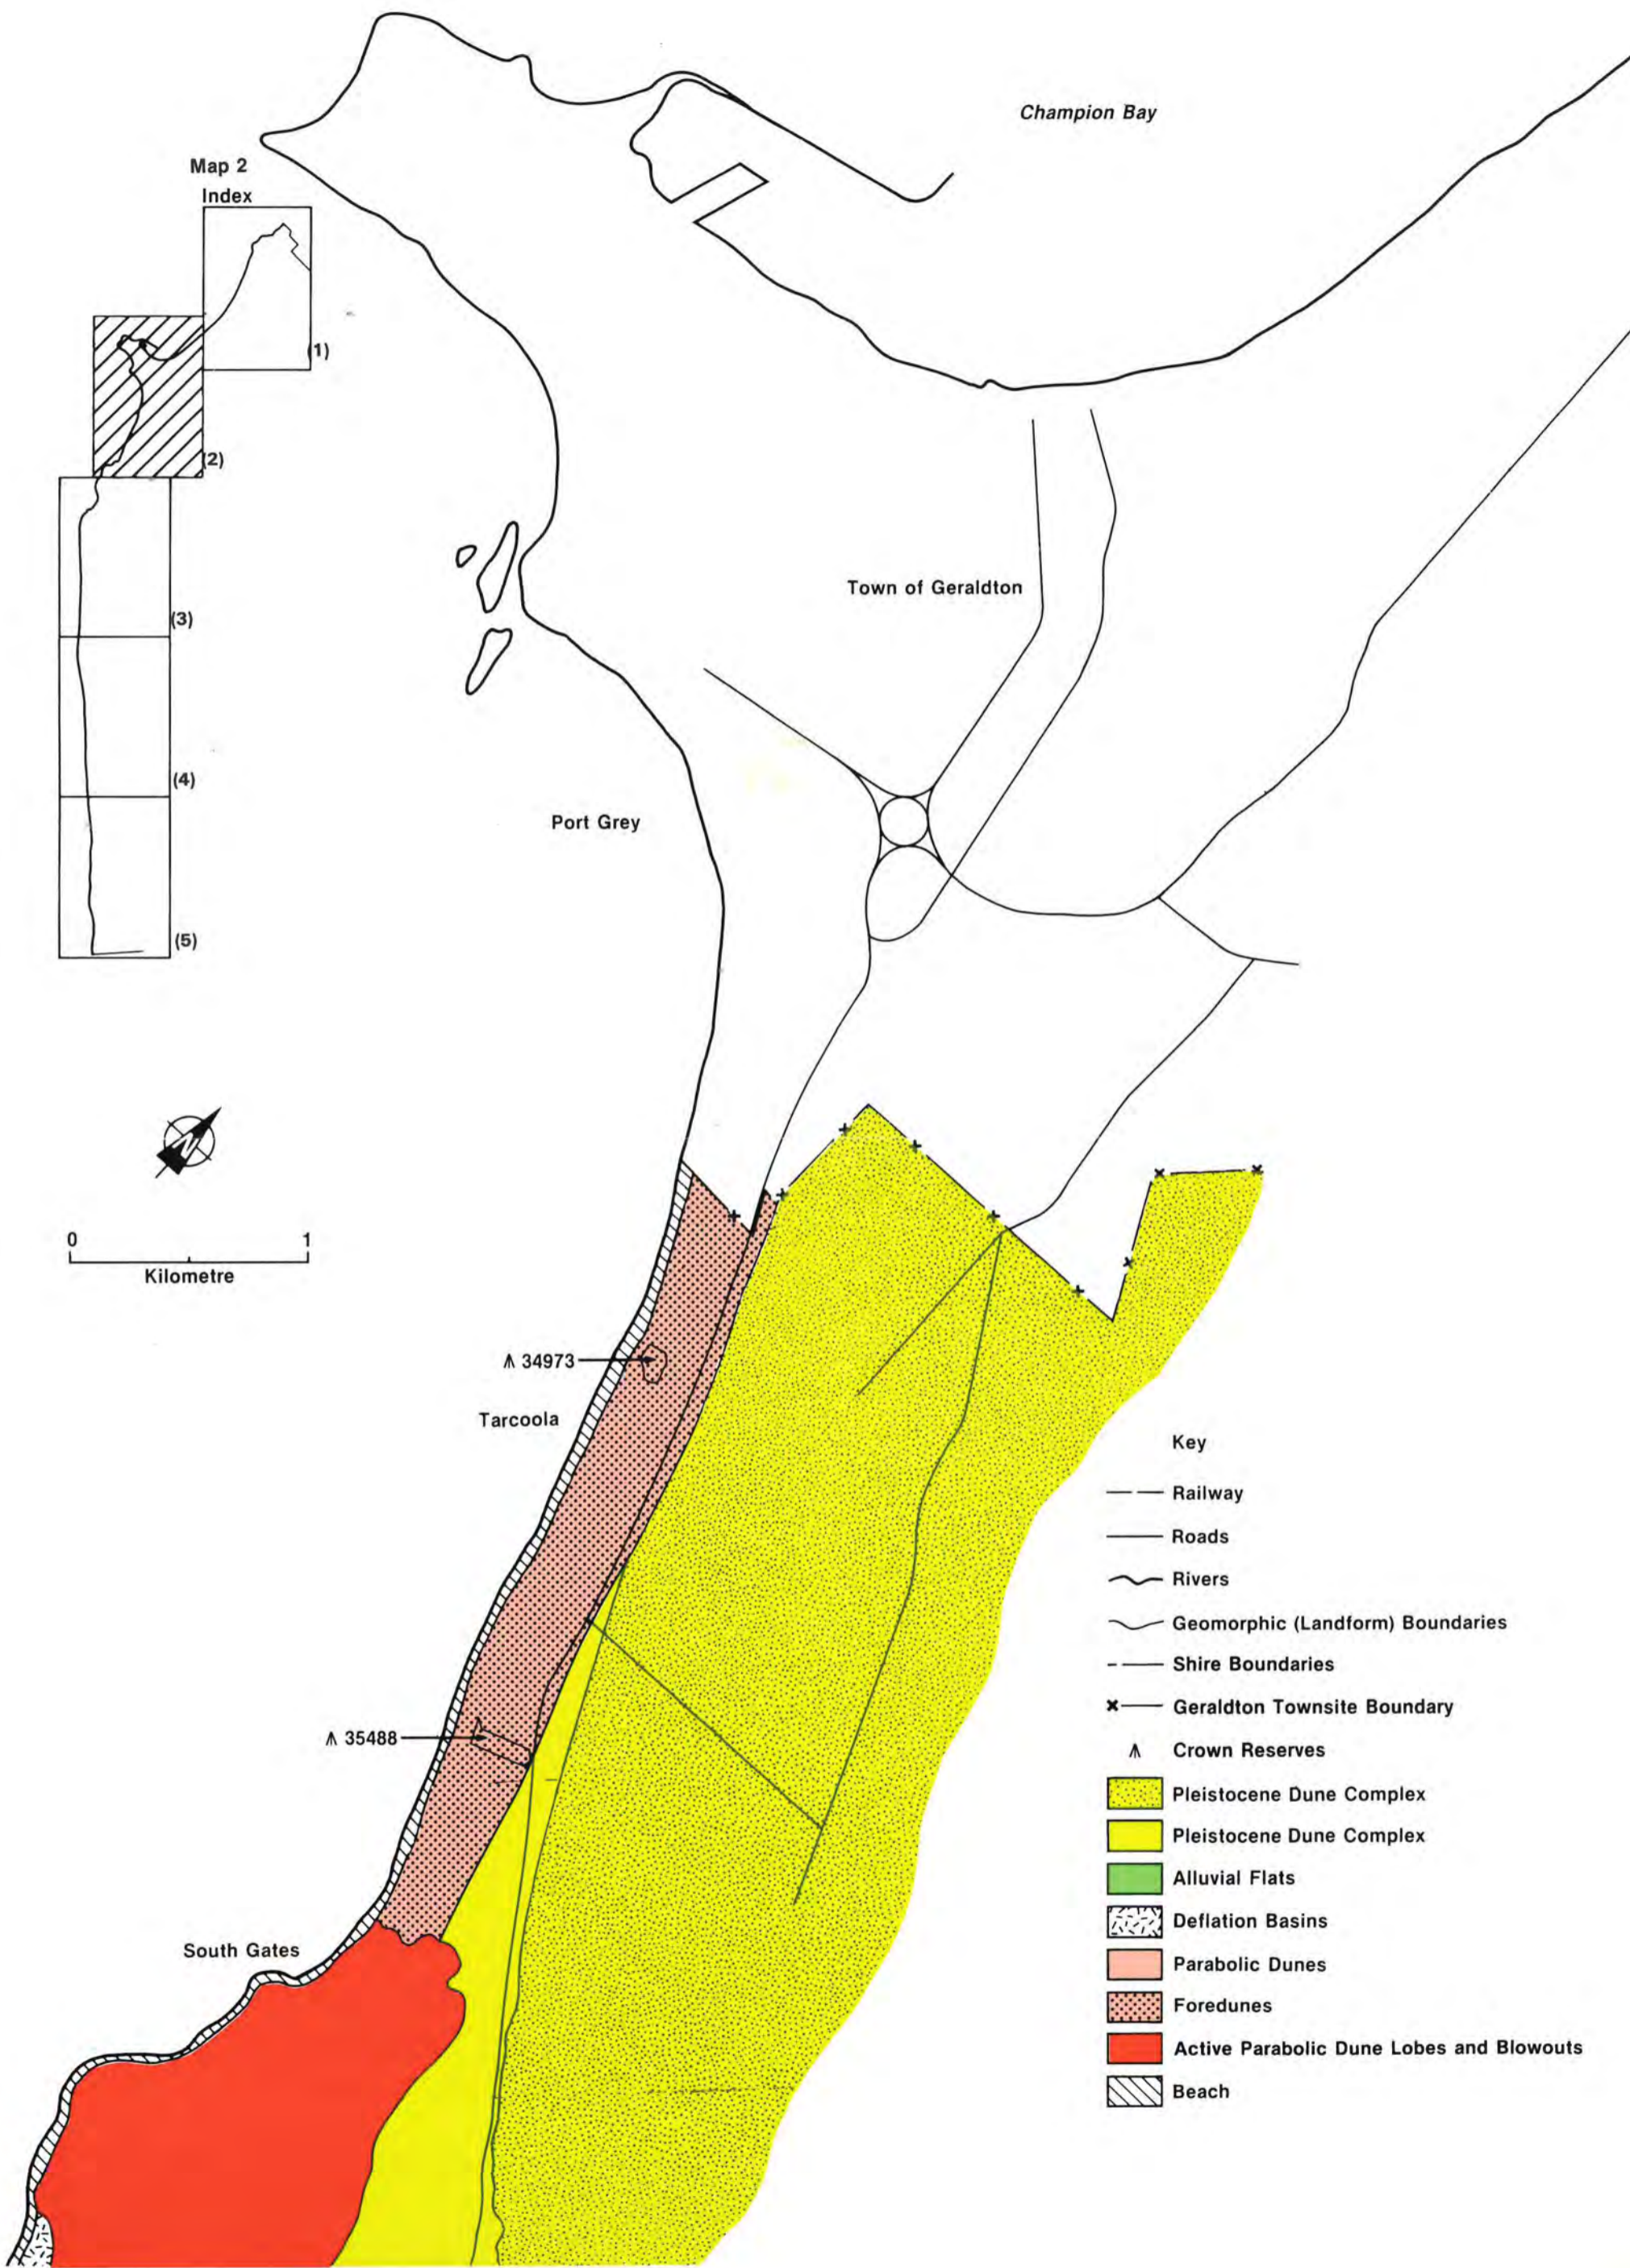 Champion Bay
Map 2
Index
(1)
(2)
(3)
(4)
(5)
Town of Geraldton
Port Grey
N
0 1
Kilometre
34973
Tarcoola
35488
South Gates
Key
Railway
Roads
Rivers
Geomorphic (Landform) Boundaries
Shire Boundaries
Geraldton Townsite Boundary
Crown Reserves
Pleistocene Dune Complex
Pleistocene Dune Complex
Alluvial Flats
Deflation Basins
Parabolic Dunes
Foredunes
Active Parabolic Dune Lobes and Blowouts
Beach